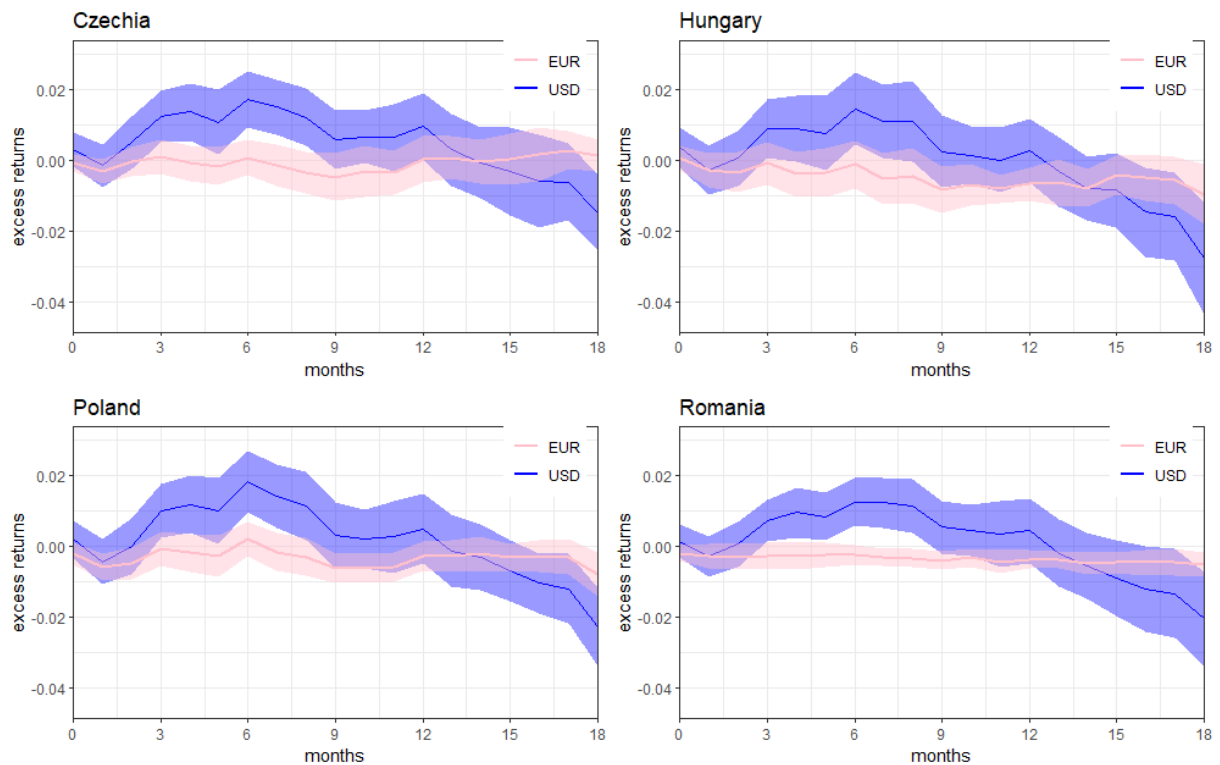 Czechia
excess returns
0.02
0.00
-0.02
-0.04
EUR
USD
0 3 6 9 12 15 18
months
Hungary
excess returns
0.02
0.00
-0.02
-0.04
EUR
USD
0 3 6 9 12 15 18
months
Poland
excess returns
0.02
0.00
-0.02
-0.04
EUR
USD
0 3 6 9 12 15 18
months
Romania
excess returns
0.02
0.00
-0.02
-0.04
EUR
USD
0 3 6 9 12 15 18
months